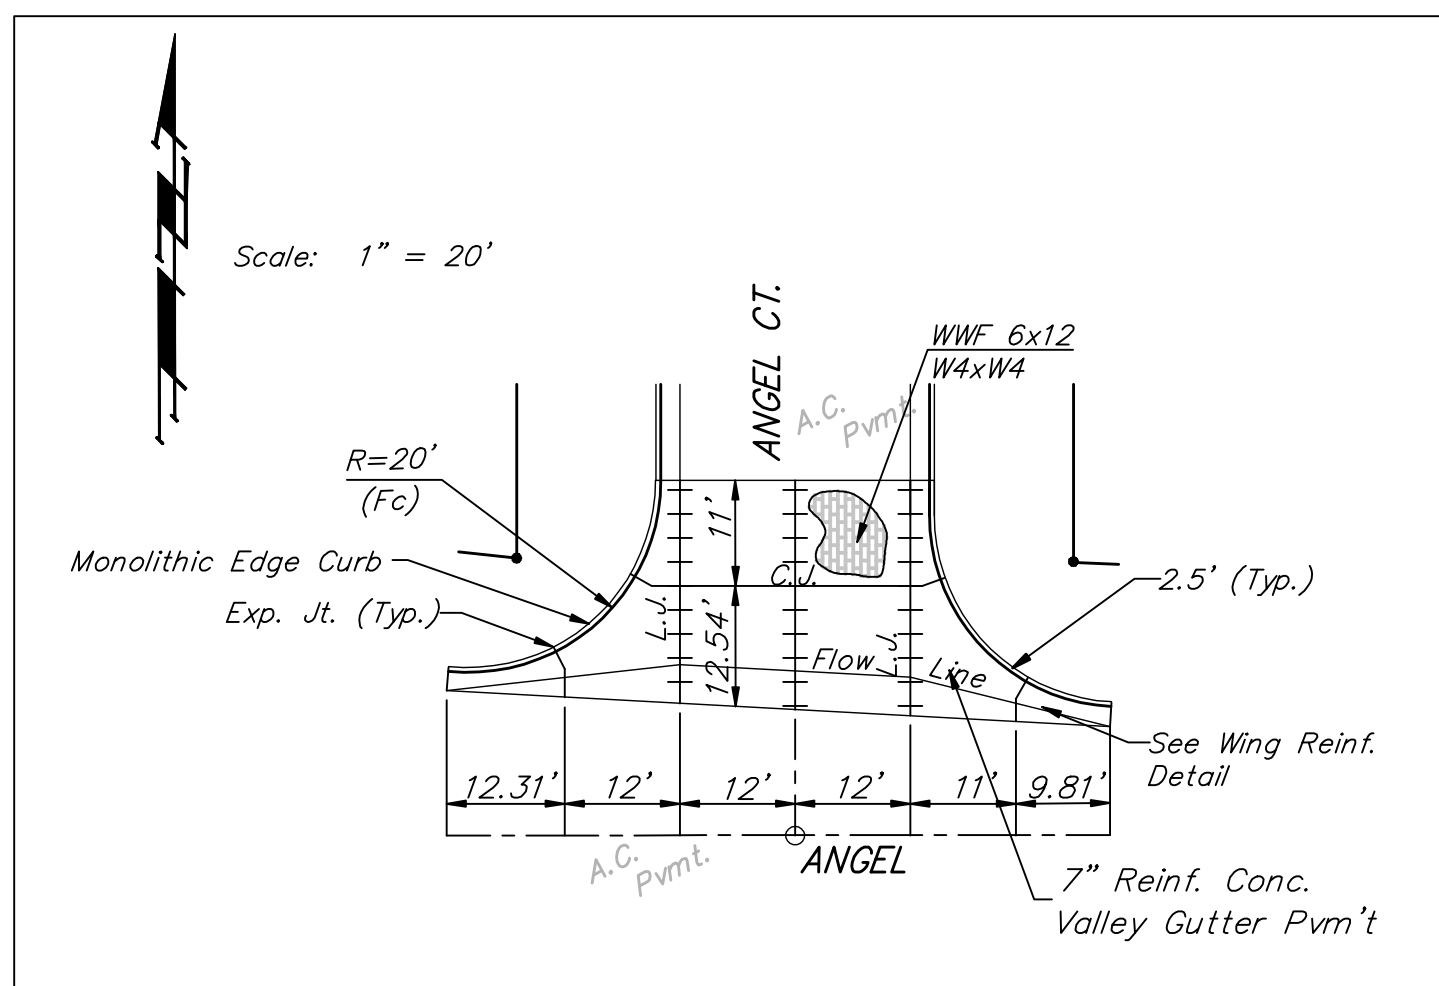 Scale: 1" = 20'
ANGEL CT.
WWF 6x12
W4xW4
A.C.
Pvmt.
R=20'
(Fc)
11'
Monolithic Edge Curb
C.J.
2.5' (Typ.)
Exp. Jt. (Typ.)
L.J.
12.54'
L.J.
Flow Line
See Wing Reinf.
Detail
12.31' 12' 12' 12' 11' 9.81'
A.C.
Pvmt.
ANGEL
7" Reinf. Conc.
Valley Gutter Pvm't